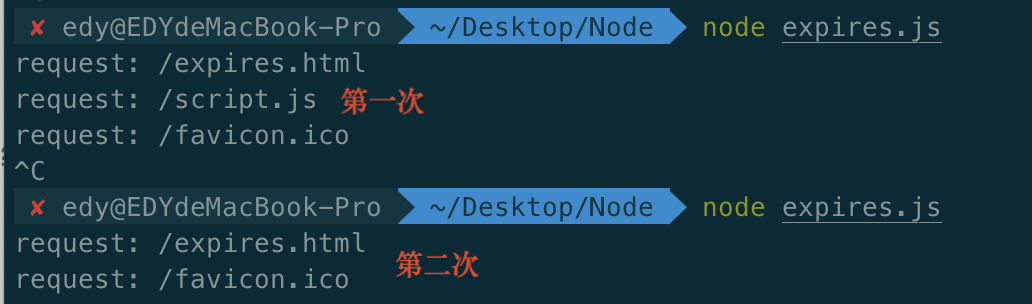 ✘ edy@EDYdeMacBook-Pro ~/Desktop/Node node expires.js
request: /expires.html
request: /script.js 第一次
request: /favicon.ico
^C
✘ edy@EDYdeMacBook-Pro ~/Desktop/Node node expires.js
request: /expires.html
第二次
request: /favicon.ico